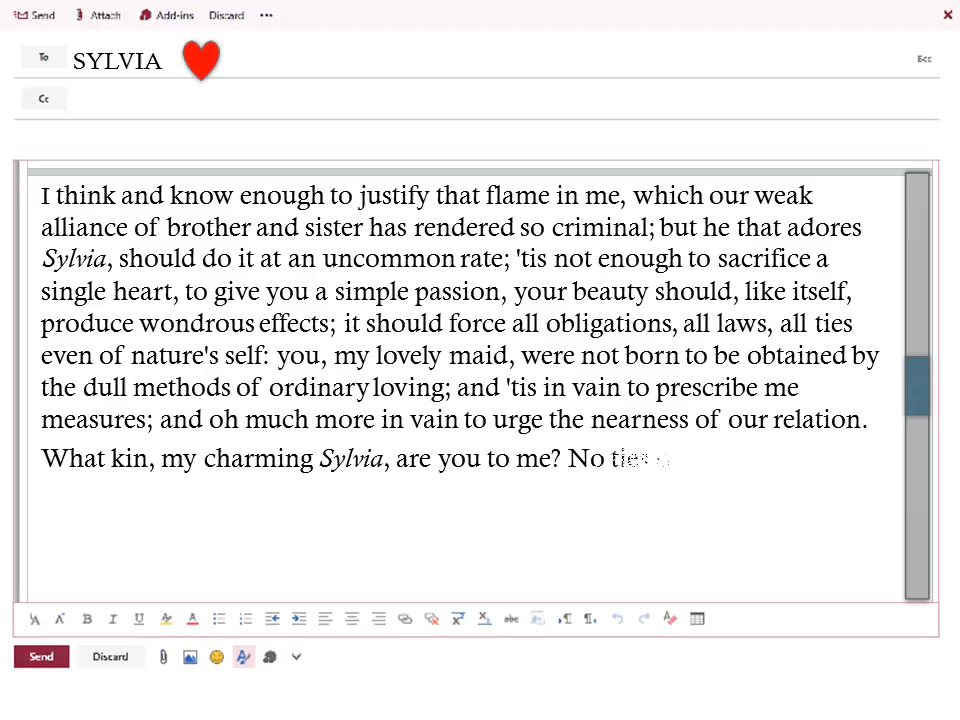 Send Attach Add-ins Discard •••
To SYLVIA Bcc
Cc
I think and know enough to justify that flame in me, which our weak
alliance of brother and sister has rendered so criminal; but he that adores
Sylvia, should do it at an uncommon rate; 'tis not enough to sacrifice a
single heart, to give you a simple passion, your beauty should, like itself,
produce wondrous effects; it should force all obligations, all laws, all ties
even of nature's self: you, my lovely maid, were not born to be obtained by
the dull methods of ordinary loving; and 'tis in vain to prescribe me
measures; and oh much more in vain to urge the nearness of our relation.
What kin, my charming Sylvia, are you to me? No
B I U abc
Send Discard